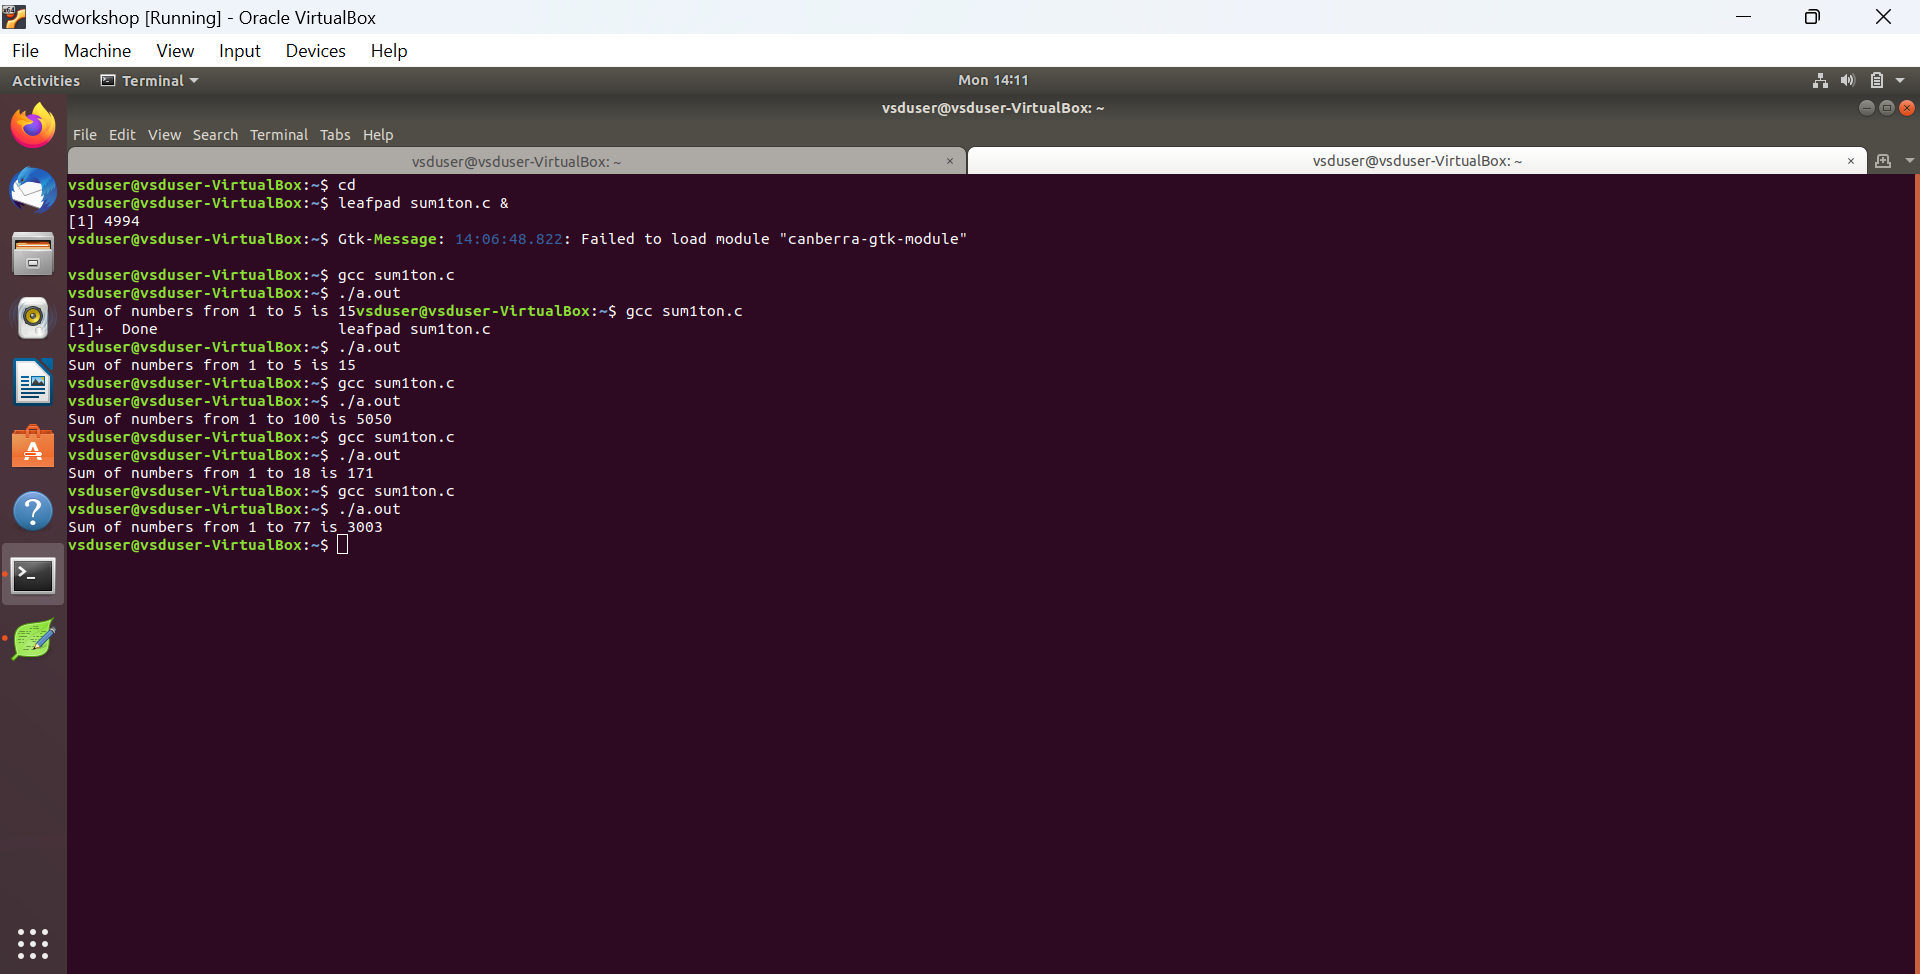 vsdworkshop [Running] - Oracle VirtualBox
File Machine View Input Devices Help
Activities Terminal Mon 14:11
vsduser@vsduser-VirtualBox: ~
File Edit View Search Terminal Tabs Help
vsduser@vsduser-VirtualBox: ~ × vsduser@vsduser-VirtualBox: ~ ×
vsduser@vsduser-VirtualBox:~$ cd
vsduser@vsduser-VirtualBox:~$ leafpad sum1ton.c &
[1] 4994
vsduser@vsduser-VirtualBox:~$ Gtk-Message: 14:06:48.822: Failed to load module "canberra-gtk-module"
vsduser@vsduser-VirtualBox:~$ gcc sum1ton.c
vsduser@vsduser-VirtualBox:~$ ./a.out
Sum of numbers from 1 to 5 is 15vsduser@vsduser-VirtualBox:~$ gcc sum1ton.c
[1]+  Done                    leafpad sum1ton.c
vsduser@vsduser-VirtualBox:~$ ./a.out
Sum of numbers from 1 to 5 is 15
vsduser@vsduser-VirtualBox:~$ gcc sum1ton.c
vsduser@vsduser-VirtualBox:~$ ./a.out
Sum of numbers from 1 to 100 is 5050
vsduser@vsduser-VirtualBox:~$ gcc sum1ton.c
vsduser@vsduser-VirtualBox:~$ ./a.out
Sum of numbers from 1 to 18 is 171
vsduser@vsduser-VirtualBox:~$ gcc sum1ton.c
vsduser@vsduser-VirtualBox:~$ ./a.out
Sum of numbers from 1 to 77 is 3003
vsduser@vsduser-VirtualBox:~$